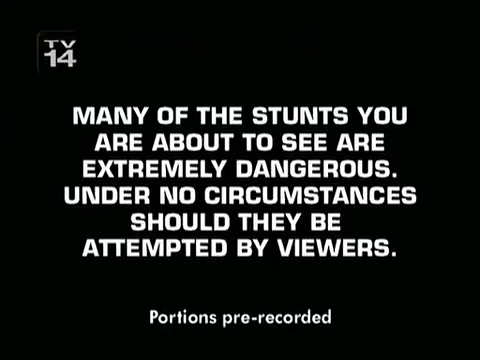 TV
14
MANY OF THE STUNTS YOU
ARE ABOUT TO SEE ARE
EXTREMELY DANGEROUS.
UNDER NO CIRCUMSTANCES
SHOULD THEY BE
ATTEMPTED BY VIEWERS.
Portions pre-recorded